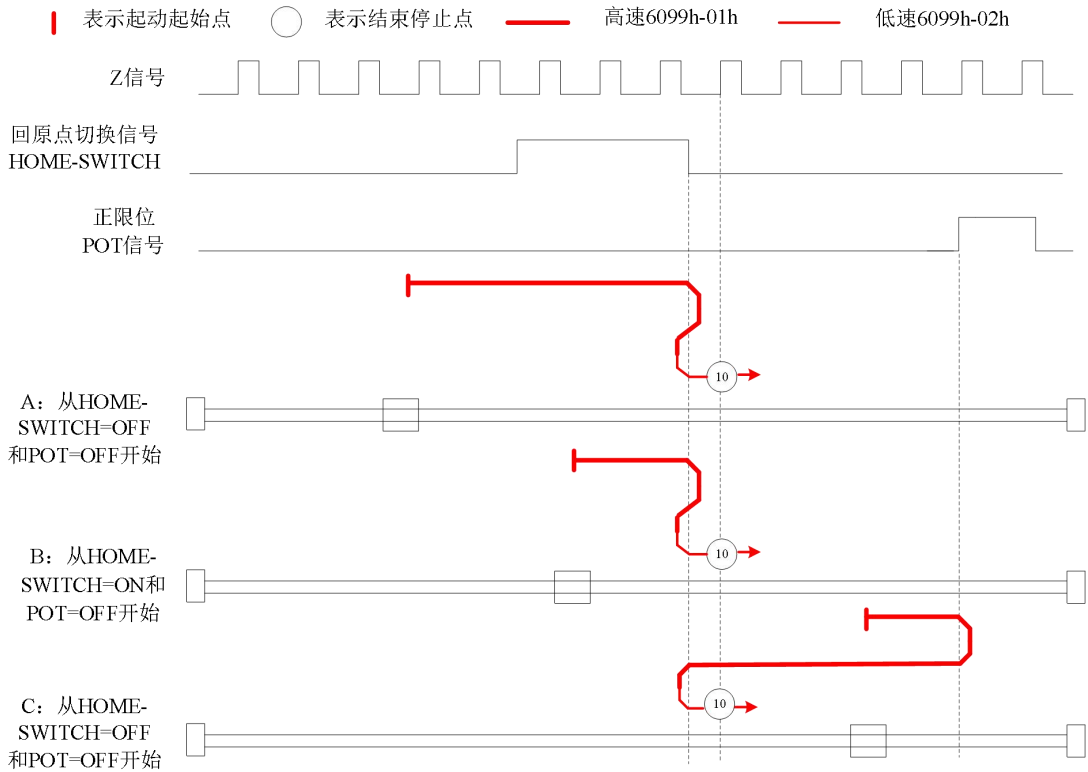 表示起动起始点
表示结束停止点
高速6099h-01h
低速6099h-02h
Z信号
回原点切换信号
HOME-SWITCH
正限位
POT信号
10
A：从HOME-
SWITCH=OFF
和POT=OFF开始
10
B：从HOME-
SWITCH=ON和
POT=OFF开始
10
C：从HOME-
SWITCH=OFF
和POT=OFF开始